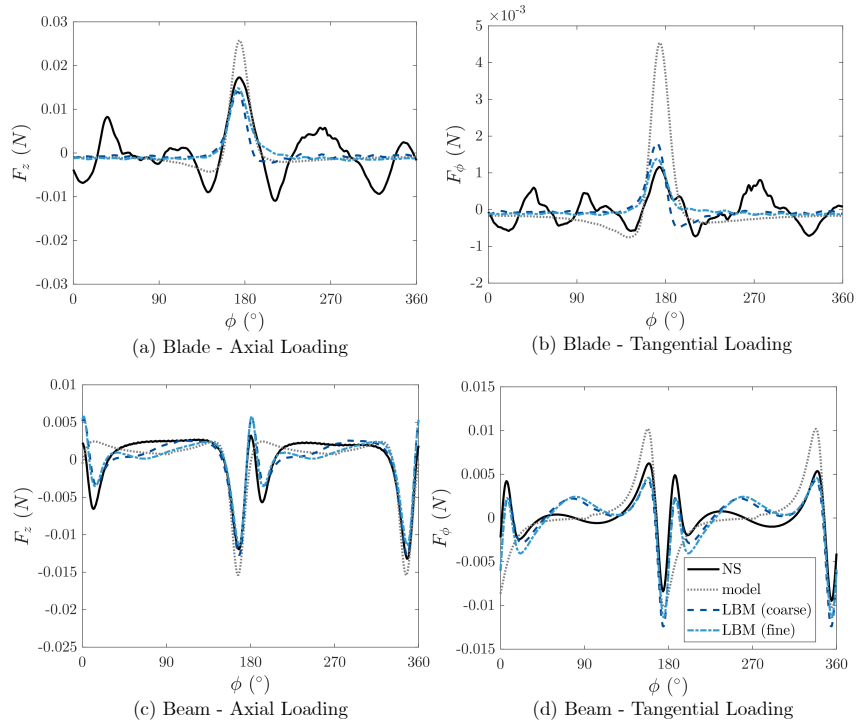 0.03
0.02
0.01
0
-0.01
-0.02
-0.03
F_z (N)
0 90 180 270 360
ϕ (°)
(a) Blade - Axial Loading
×10⁻³
5
4
3
2
1
0
-1
-2
F_ϕ (N)
0 90 180 270 360
ϕ (°)
(b) Blade - Tangential Loading
0.01
0.005
0
-0.005
-0.01
-0.015
-0.02
-0.025
F_z (N)
0 90 180 270 360
ϕ (°)
(c) Beam - Axial Loading
0.015
0.01
0.005
0
-0.005
-0.01
-0.015
F_ϕ (N)
NS
model
LBM (coarse)
LBM (fine)
0 90 180 270 360
ϕ (°)
(d) Beam - Tangential Loading